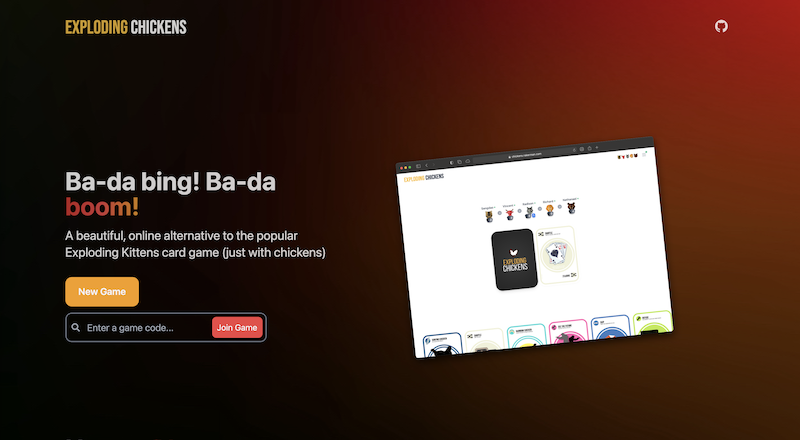 EXPLODING CHICKENS
Ba-da bing! Ba-da
boom!
A beautiful, online alternative to the popular
Exploding Kittens card game (just with chickens)
New Game
Enter a game code...
Join Game
EXPLODING CHICKENS
EXPLODING
CHICKENS